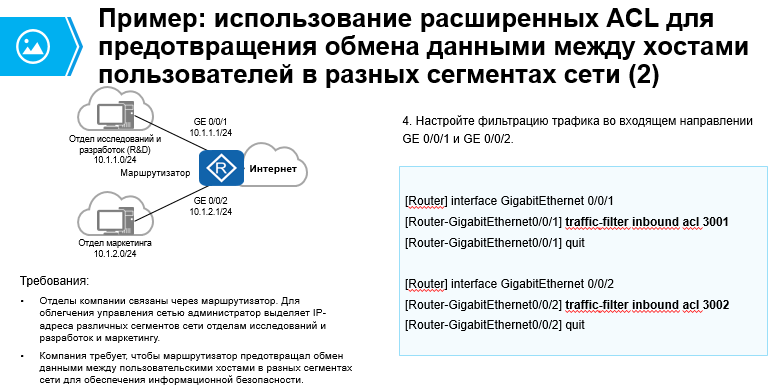 Пример: использование расширенных ACL для
предотвращения обмена данными между хостами
пользователей в разных сегментах сети (2)
GE 0/0/1
10.1.1.1/24
Отдел исследований и
разработок (R&D)
10.1.1.0/24
Маршрутизатор
R
Интернет
GE 0/0/2
10.1.2.1/24
Отдел маркетинга
10.1.2.0/24
Требования:
• Отделы компании связаны через маршрутизатор. Для
облегчения управления сетью администратор выделяет IP-
адреса различных сегментов сети отделам исследований и
разработок и маркетингу.
• Компания требует, чтобы маршрутизатор предотвращал обмен
данными между пользовательскими хостами в разных сегментах
сети для обеспечения информационной безопасности.
4. Настройте фильтрацию трафика во входящем направлении
GE 0/0/1 и GE 0/0/2.
[Router] interface GigabitEthernet 0/0/1
[Router-GigabitEthernet0/0/1] traffic-filter inbound acl 3001
[Router-GigabitEthernet0/0/1] quit
[Router] interface GigabitEthernet 0/0/2
[Router-GigabitEthernet0/0/2] traffic-filter inbound acl 3002
[Router-GigabitEthernet0/0/2] quit